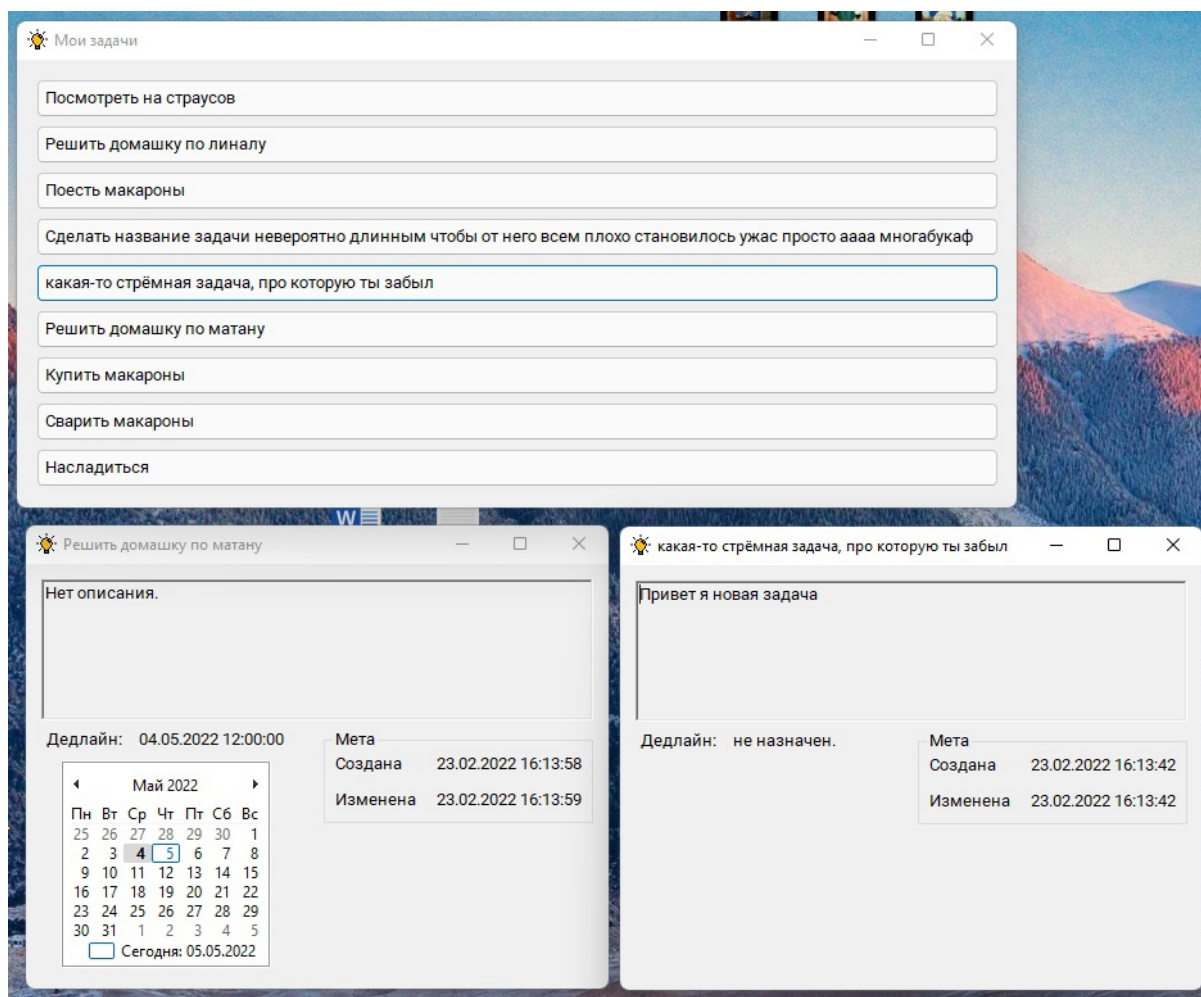 Мои задачи
Посмотреть на страусов
Решить домашку по линалу
Поесть макароны
Сделать название задачи невероятно длинным чтобы от него всем плохо становилось ужас просто аааа многабукаф
какая-то стрёмная задача, про которую ты забыл
Решить домашку по матану
Купить макароны
Сварить макароны
Насладиться
W
Решить домашку по матану
Нет описания.
Дедлайн: 04.05.2022 12:00:00
Май 2022
Пн Вт Ср Чт Пт Сб Вс
25 26 27 28 29 30 1
2 3 4 5 6 7 8
9 10 11 12 13 14 15
16 17 18 19 20 21 22
23 24 25 26 27 28 29
30 31 1 2 3 4 5
Сегодня: 05.05.2022
Мета
Создана 23.02.2022 16:13:58
Изменена 23.02.2022 16:13:59
какая-то стрёмная задача, про которую ты забыл
Привет я новая задача
Дедлайн: не назначен.
Мета
Создана 23.02.2022 16:13:42
Изменена 23.02.2022 16:13:42